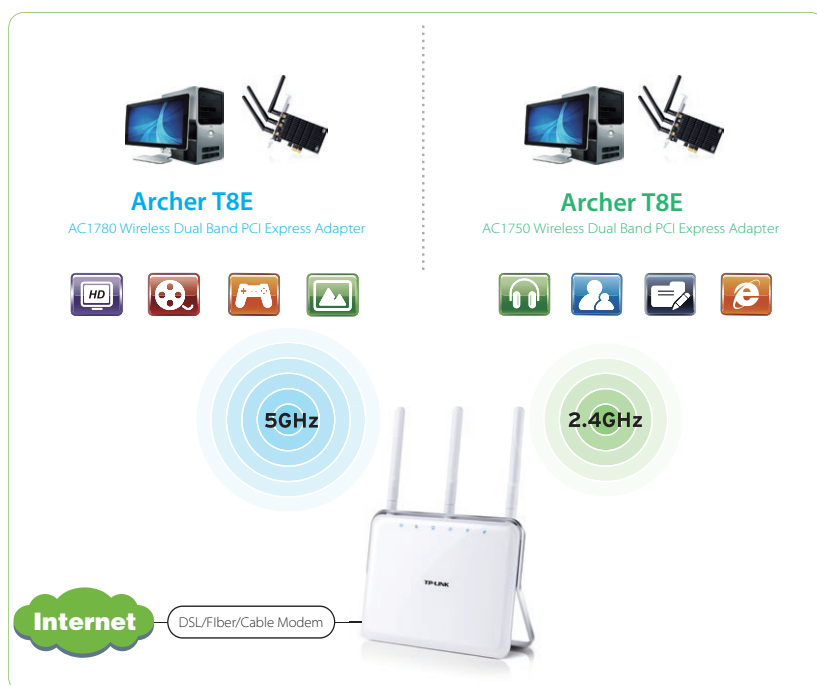 Archer T8E
AC1780 Wireless Dual Band PCI Express Adapter
Archer T8E
AC1750 Wireless Dual Band PCI Express Adapter
HD
5GHz
2.4GHz
TP-LINK
Internet
DSL/FIber/Cable Modem